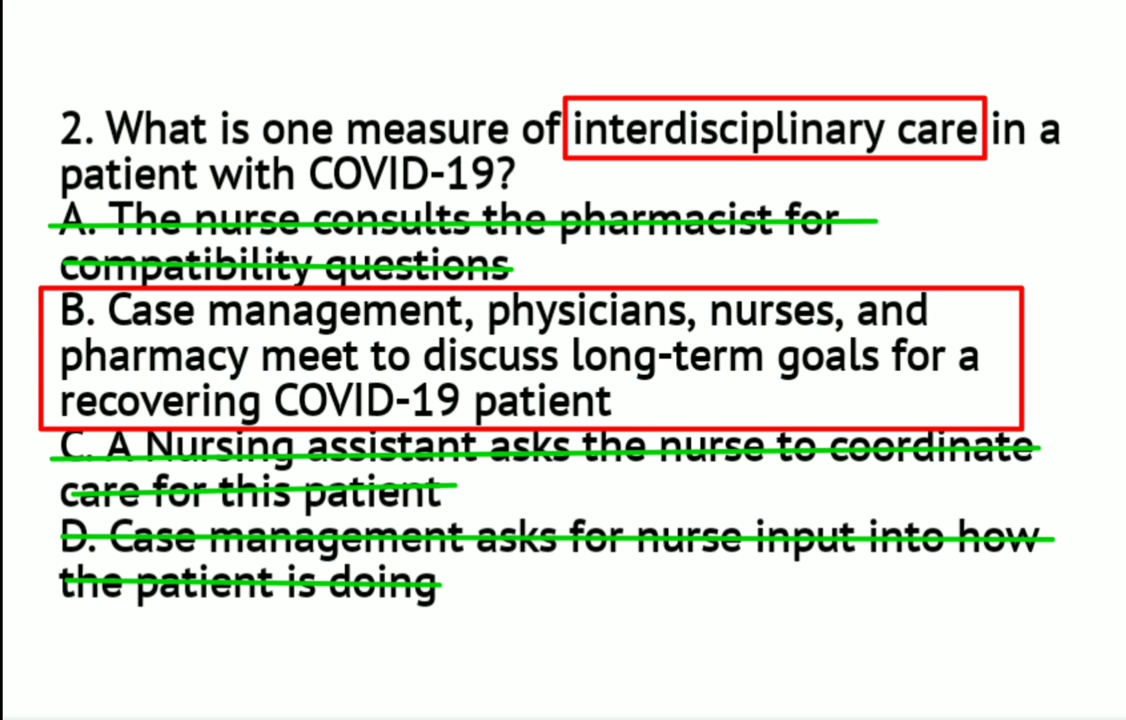 2. What is one measure of interdisciplinary care in a
patient with COVID-19?
A. The nurse consults the pharmacist for
compatibility questions
B. Case management, physicians, nurses, and
pharmacy meet to discuss long-term goals for a
recovering COVID-19 patient
C. A Nursing assistant asks the nurse to coordinate
care for this patient
D. Case management asks for nurse input into how
the patient is doing